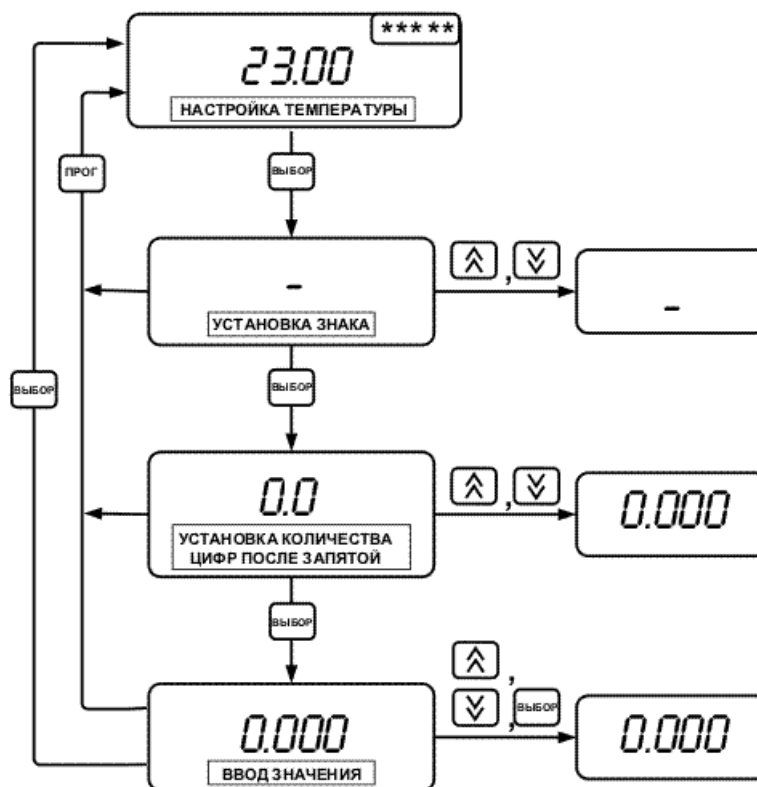 *** **
23.00
НАСТРОЙКА ТЕМПЕРАТУРЫ
ПРОГ
ВЫБОР
-
УСТАНОВКА ЗНАКА
,
-
ВЫБОР
ВЫБОР
0.0
УСТАНОВКА КОЛИЧЕСТВА
ЦИФР ПОСЛЕ ЗАПЯТОЙ
,
0.000
ВЫБОР
0.000
ВВОД ЗНАЧЕНИЯ
,
, ВЫБОР
0.000